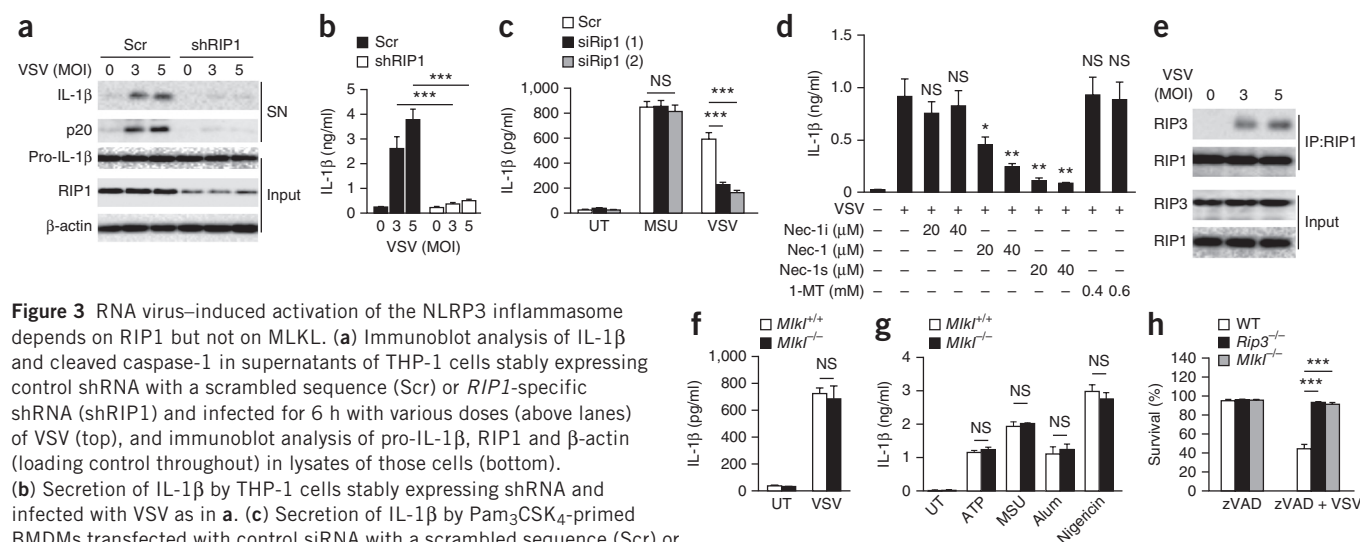 a
Scr shRIP1
VSV (MOI) 0 3 5 0 3 5
IL-1β
p20
SN
Pro-IL-1β
RIP1
β-actin
Input
b
Scr
shRIP1
***
***
IL-1β (ng/ml)
5
4
3
2
1
0
0 3 5 0 3 5
VSV (MOI)
c
Scr
siRip1 (1)
siRip1 (2)
NS
***
***
IL-1β (pg/ml)
1,000
800
600
400
200
0
UT MSU VSV
d
IL-1β (ng/ml)
1.5
1.0
0.5
0
NS NS * ** ** ** NS NS
VSV – + + + + + + + + +
Nec-1i (μM) – – 20 40 – – – – – –
Nec-1 (μM) – – – – 20 40 – – – –
Nec-1s (μM) – – – – – – 20 40 – –
1-MT (mM) – – – – – – – – 0.4 0.6
e
VSV
(MOI) 0 3 5
RIP3
RIP1
IP:RIP1
RIP3
RIP1
Input
f
Mlkl+/+
Mlkl–/–
NS
IL-1β (pg/ml)
1,000
800
600
400
200
0
UT VSV
g
Mlkl+/+
Mlkl–/–
NS NS NS NS
IL-1β (ng/ml)
4
3
2
1
0
UT ATP MSU Alum Nigericin
h
WT
Rip3–/–
Mlkl–/–
***
***
Survival (%)
140
120
100
80
60
40
20
0
zVAD zVAD + VSV
Figure 3 RNA virus–induced activation of the NLRP3 inflammasome
depends on RIP1 but not on MLKL. (a) Immunoblot analysis of IL-1β
and cleaved caspase-1 in supernatants of THP-1 cells stably expressing
control shRNA with a scrambled sequence (Scr) or RIP1-specific
shRNA (shRIP1) and infected for 6 h with various doses (above lanes)
of VSV (top), and immunoblot analysis of pro-IL-1β, RIP1 and β-actin
(loading control throughout) in lysates of those cells (bottom).
(b) Secretion of IL-1β by THP-1 cells stably expressing shRNA and
infected with VSV as in a. (c) Secretion of IL-1β by Pam3CSK4-primed
BMDMs transfected with control siRNA with a scrambled sequence (Scr) or